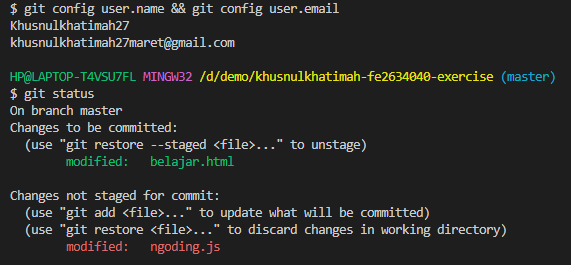 $ git config user.name && git config user.email
Khusnulkhatimah27
khusnulkhatimah27maret@gmail.com
HP@LAPTOP-T4VSU7FL MINGW32 /d/demo/khusnulkhatimah-fe2634040-exercise (master)
$ git status
On branch master
Changes to be committed:
  (use "git restore --staged <file>..." to unstage)
        modified:   belajar.html

Changes not staged for commit:
  (use "git add <file>..." to update what will be committed)
  (use "git restore <file>..." to discard changes in working directory)
        modified:   ngoding.js